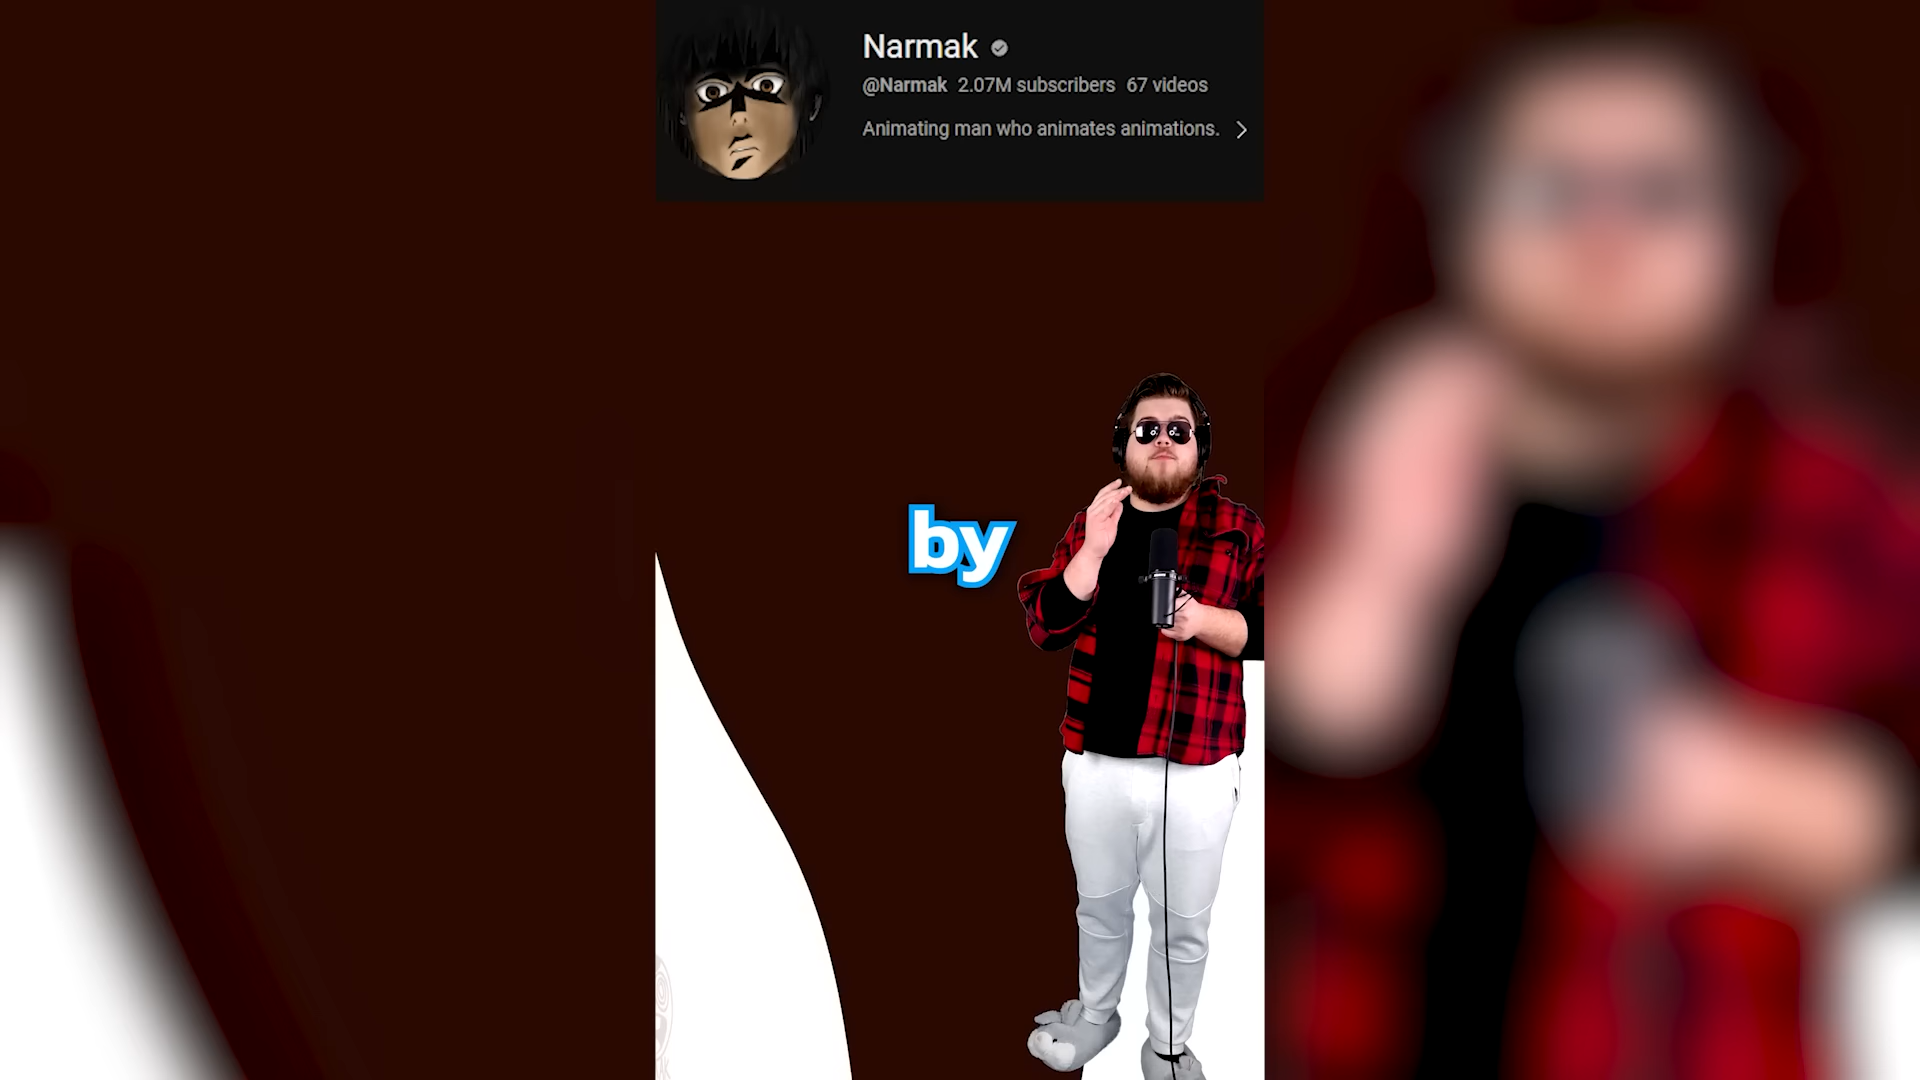 Narmak
@Narmak 2.07M subscribers 67 videos
Animating man who animates animations.
by